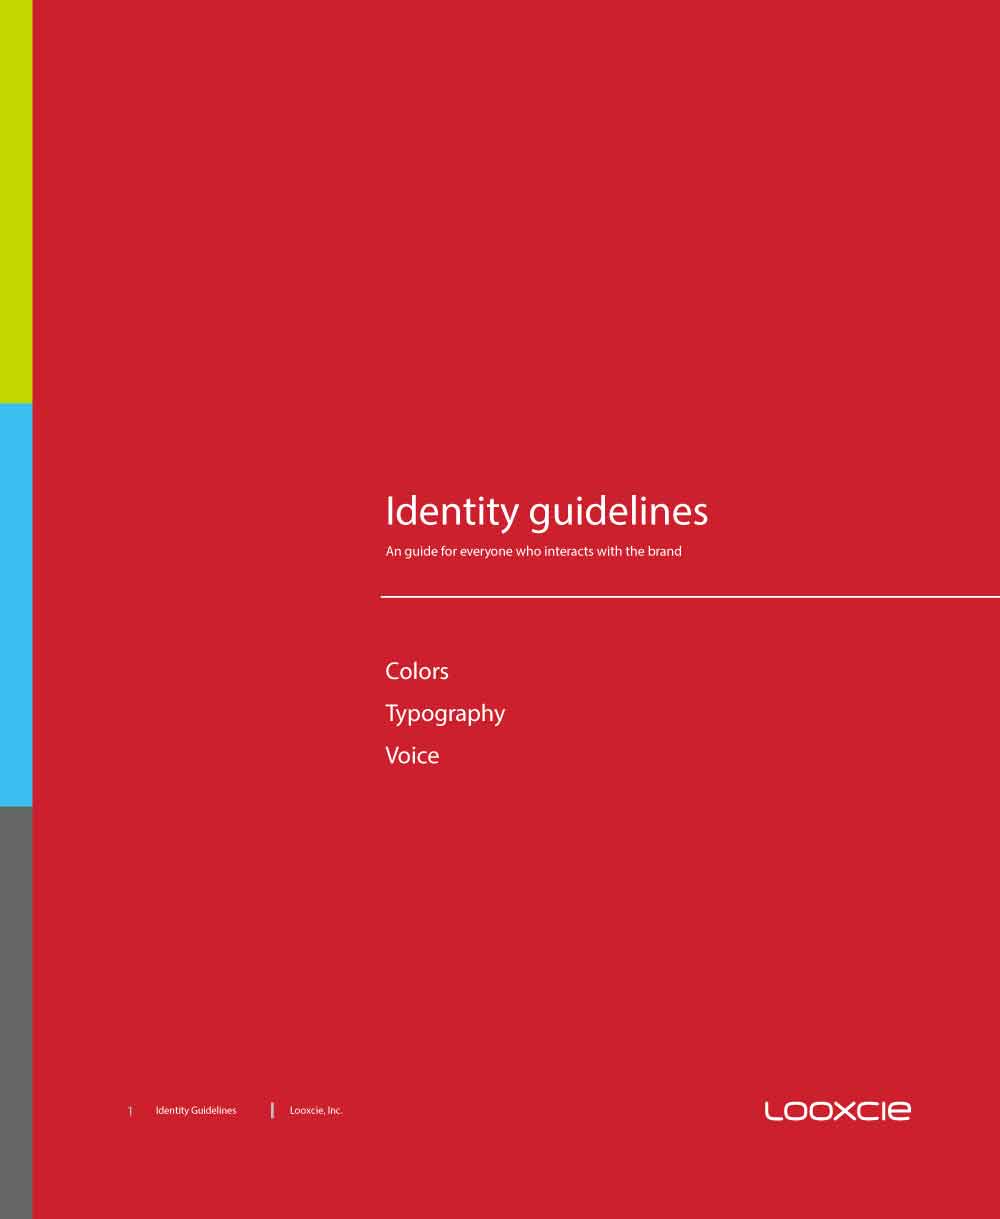 Identity guidelines
An guide for everyone who interacts with the brand
Colors
Typography
Voice
1 Identity Guidelines Looxcie, Inc.
LOOXCIE